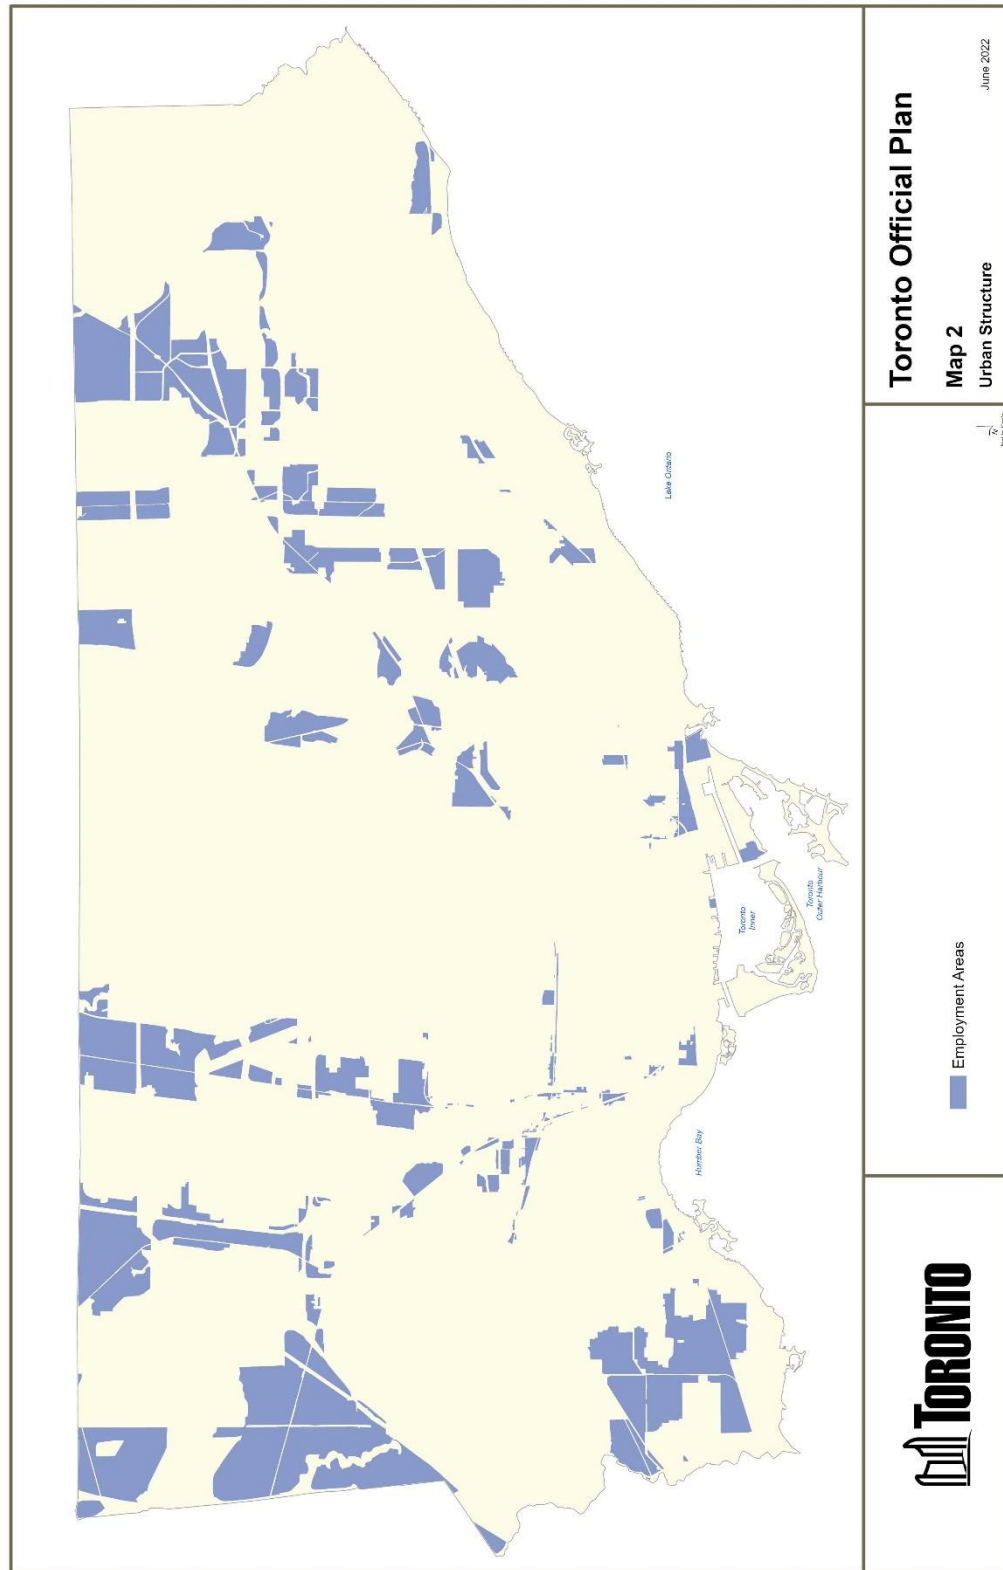 Toronto Official Plan
Map 2
Urban Structure
June 2022
Lake Ontario
Toronto
Inner
Toronto
Outer Harbour
Humber Bay
Employment Areas
TORONTO
N